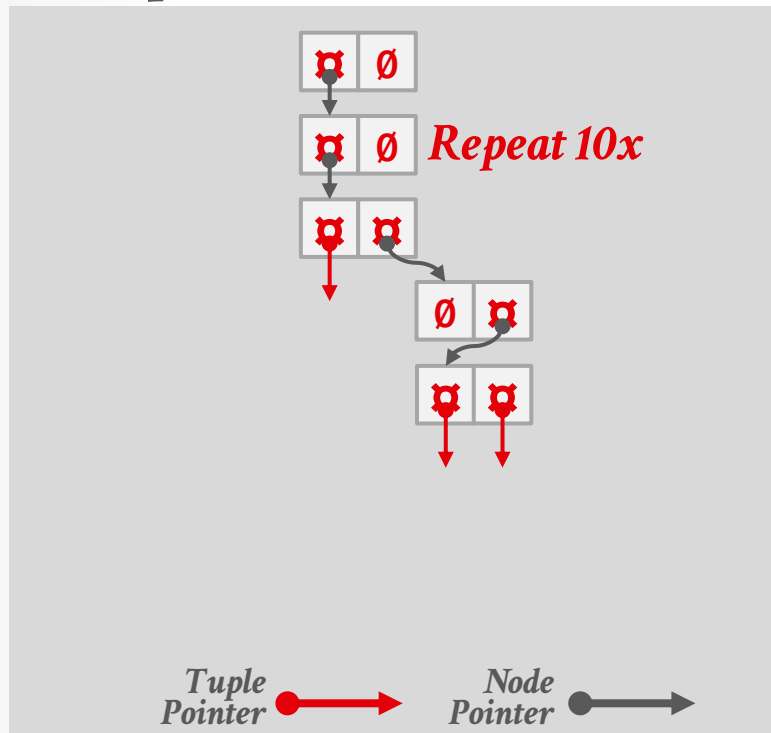 ¤ Ø
¤ Ø Repeat 10x
¤ ¤
Ø ¤
¤ ¤
Tuple Pointer
Node Pointer